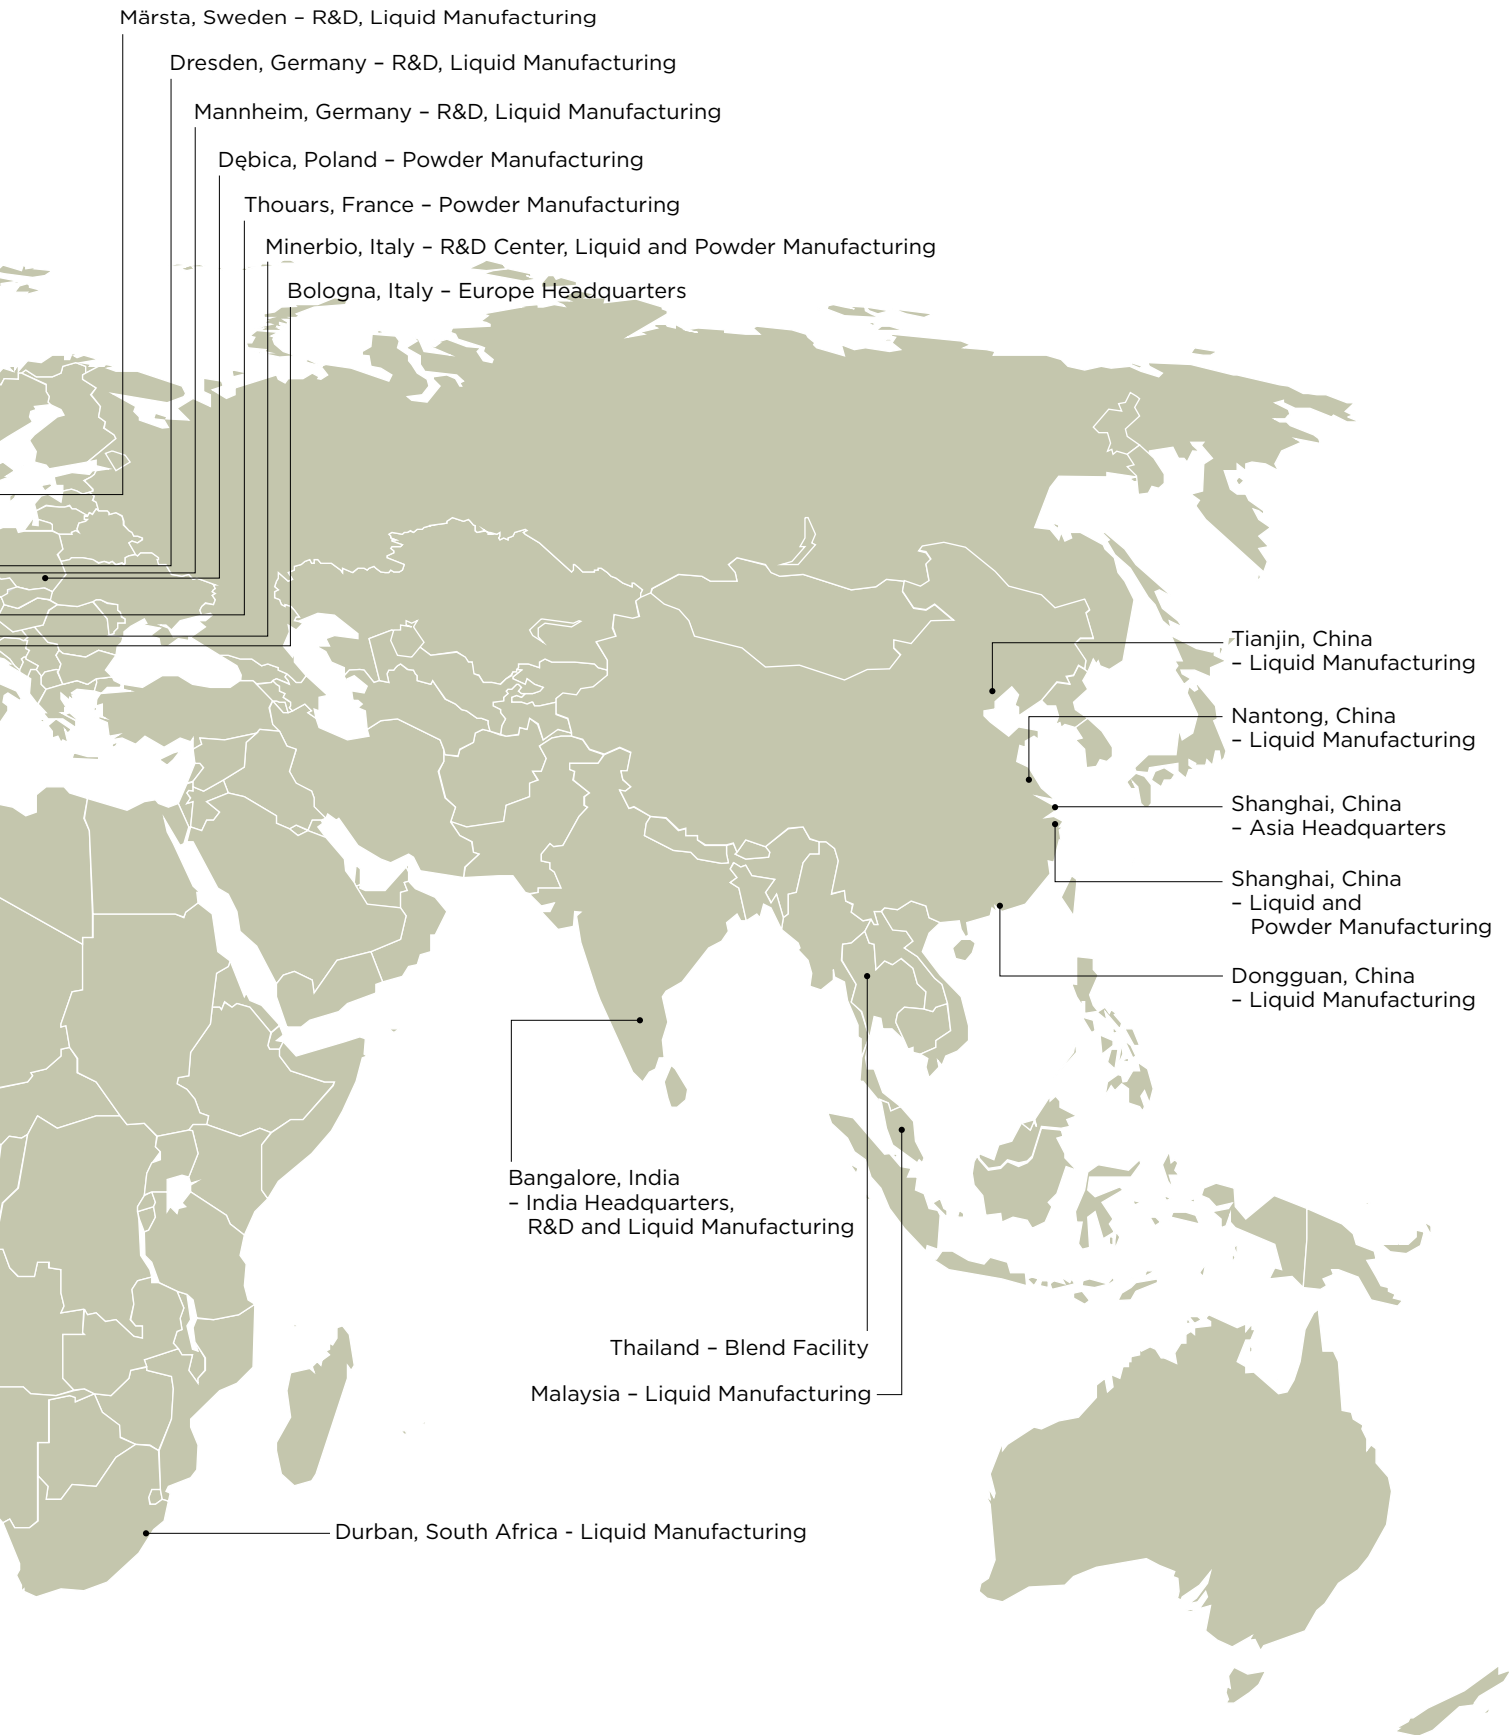 Märsta, Sweden – R&D, Liquid Manufacturing
Dresden, Germany – R&D, Liquid Manufacturing
Mannheim, Germany – R&D, Liquid Manufacturing
Dębica, Poland – Powder Manufacturing
Thouars, France – Powder Manufacturing
Minerbio, Italy – R&D Center, Liquid and Powder Manufacturing
Bologna, Italy – Europe Headquarters
Tianjin, China
– Liquid Manufacturing
Nantong, China
– Liquid Manufacturing
Shanghai, China
– Asia Headquarters
Shanghai, China
– Liquid and
Powder Manufacturing
Dongguan, China
– Liquid Manufacturing
Bangalore, India
– India Headquarters,
R&D and Liquid Manufacturing
Thailand – Blend Facility
Malaysia – Liquid Manufacturing
Durban, South Africa - Liquid Manufacturing